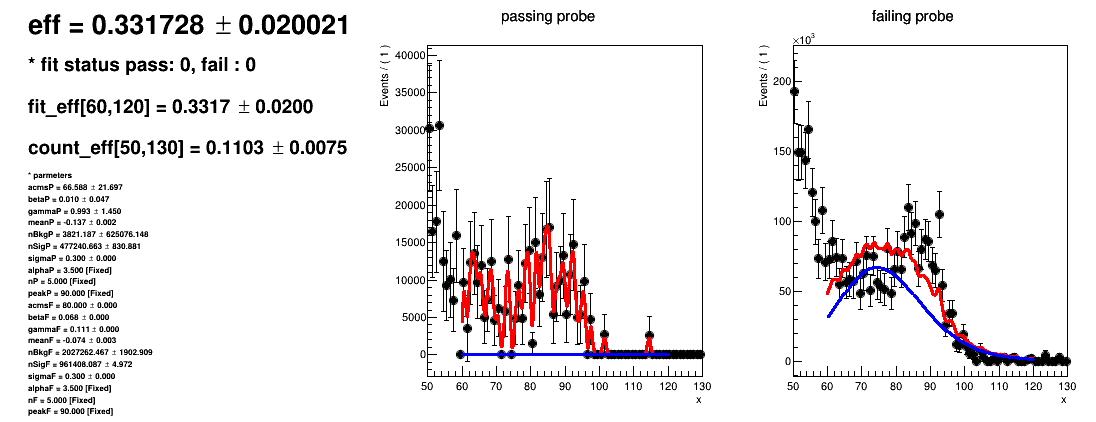 eff = 0.331728 ± 0.020021
* fit status pass: 0, fail : 0
fit_eff[60,120] = 0.3317 ± 0.0200
count_eff[50,130] = 0.1103 ± 0.0075
* parmeters
acmsP = 66.588 ± 21.697
betaP = 0.010 ± 0.047
gammaP = 0.993 ± 1.450
meanP = -0.137 ± 0.002
nBkgP = 3821.187 ± 625076.148
nSigP = 477240.663 ± 830.881
sigmaP = 0.300 ± 0.000
alphaP = 3.500 [Fixed]
nP = 5.000 [Fixed]
peakP = 90.000 [Fixed]
acmsF = 80.000 ± 0.000
betaF = 0.068 ± 0.000
gammaF = 0.111 ± 0.000
meanF = -0.074 ± 0.003
nBkgF = 2027262.467 ± 1902.909
nSigF = 961408.087 ± 4.972
sigmaF = 0.300 ± 0.000
alphaF = 3.500 [Fixed]
nF = 5.000 [Fixed]
peakF = 90.000 [Fixed]
passing probe
Events / ( 1 )
40000
35000
30000
25000
20000
15000
10000
5000
0
50 60 70 80 90 100 110 120 130
x
failing probe
×10³
Events / ( 1 )
200
150
100
50
0
50 60 70 80 90 100 110 120 130
x